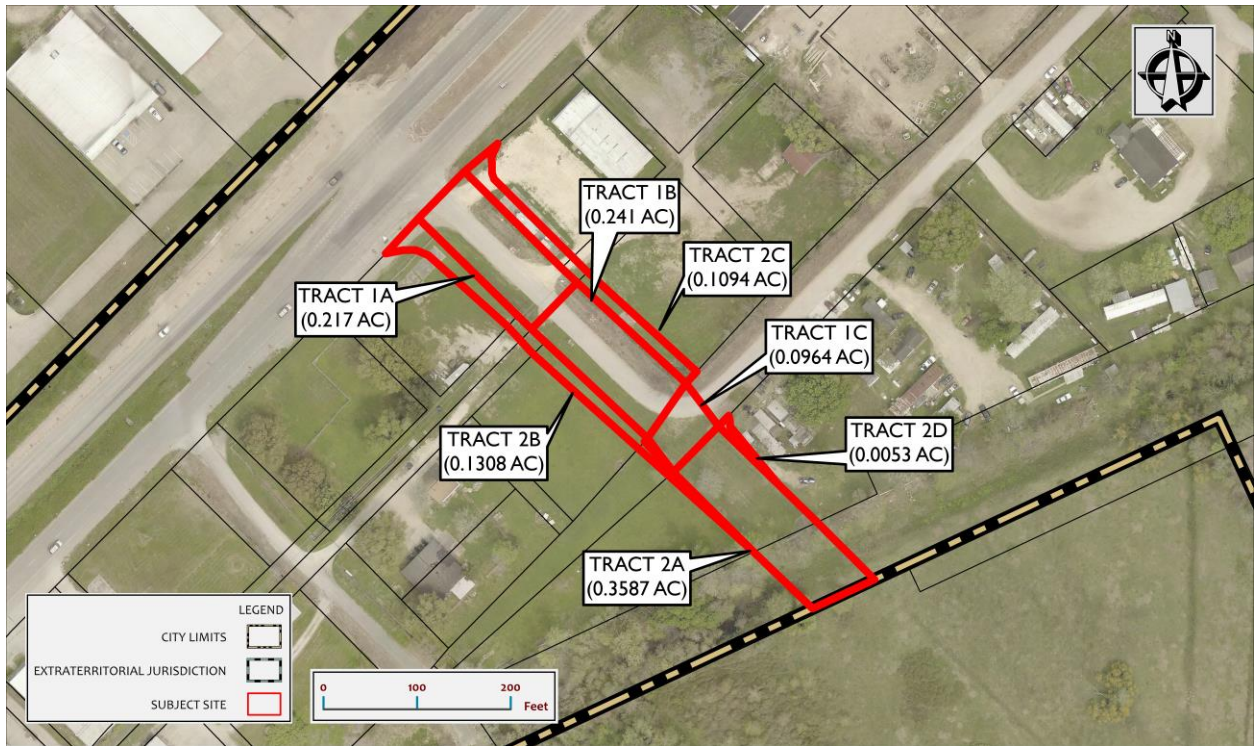 N
TRACT 1B
(0.241 AC)
TRACT 2C
(0.1094 AC)
TRACT 1A
(0.217 AC)
TRACT 1C
(0.0964 AC)
TRACT 2B
(0.1308 AC)
TRACT 2D
(0.0053 AC)
TRACT 2A
(0.3587 AC)
LEGEND
CITY LIMITS
EXTRATERRITORIAL JURISDICTION
SUBJECT SITE
0 100 200
Feet